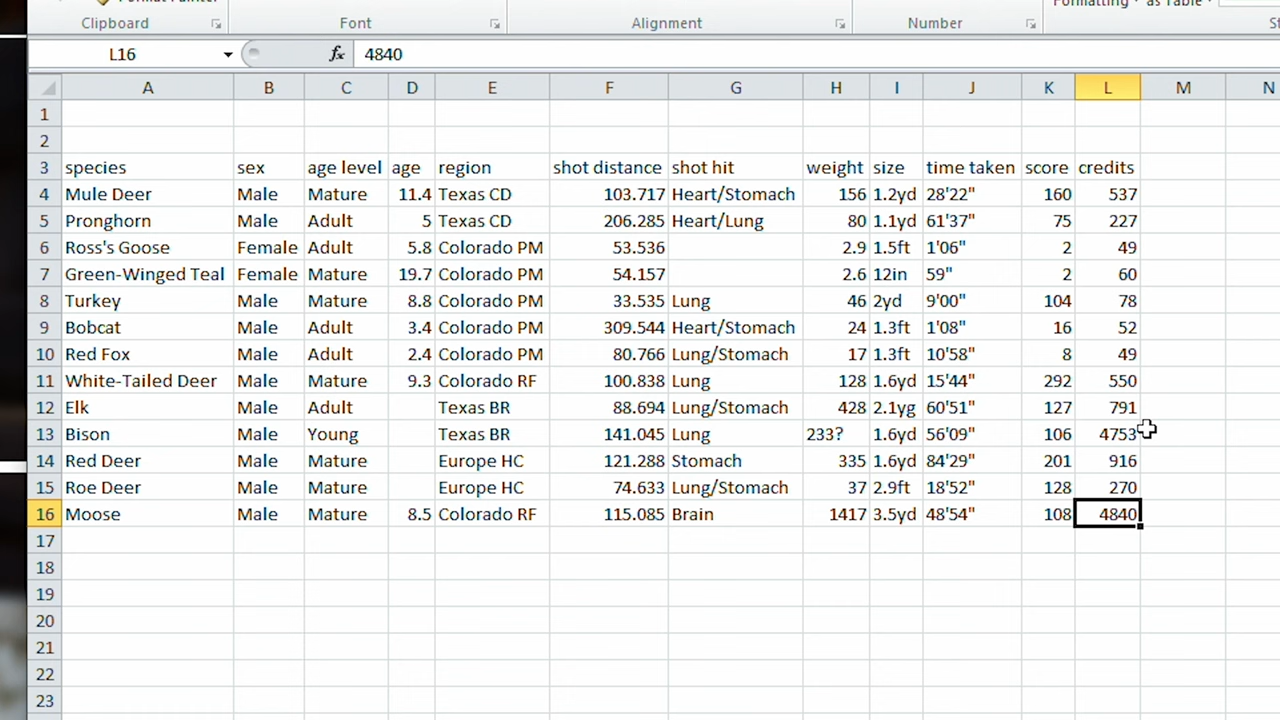 Format Painter
Formatting as Table
Clipboard Font Alignment Number
L16 fx 4840
A B C D E F G H I J K L M N
1
2
3 species sex age level age region shot distance shot hit weight size time taken score credits
4 Mule Deer Male Mature 11.4 Texas CD 103.717 Heart/Stomach 156 1.2yd 28'22" 160 537
5 Pronghorn Male Adult 5 Texas CD 206.285 Heart/Lung 80 1.1yd 61'37" 75 227
6 Ross's Goose Female Adult 5.8 Colorado PM 53.536 2.9 1.5ft 1'06" 2 49
7 Green-Winged Teal Female Mature 19.7 Colorado PM 54.157 2.6 12in 59" 2 60
8 Turkey Male Mature 8.8 Colorado PM 33.535 Lung 46 2yd 9'00" 104 78
9 Bobcat Male Adult 3.4 Colorado PM 309.544 Heart/Stomach 24 1.3ft 1'08" 16 52
10 Red Fox Male Adult 2.4 Colorado PM 80.766 Lung/Stomach 17 1.3ft 10'58" 8 49
11 White-Tailed Deer Male Mature 9.3 Colorado RF 100.838 Lung 128 1.6yd 15'44" 292 550
12 Elk Male Adult Texas BR 88.694 Lung/Stomach 428 2.1yg 60'51" 127 791
13 Bison Male Young Texas BR 141.045 Lung 233? 1.6yd 56'09" 106 4753
14 Red Deer Male Mature Europe HC 121.288 Stomach 335 1.6yd 84'29" 201 916
15 Roe Deer Male Mature Europe HC 74.633 Lung/Stomach 37 2.9ft 18'52" 128 270
16 Moose Male Mature 8.5 Colorado RF 115.085 Brain 1417 3.5yd 48'54" 108 4840
17
18
19
20
21
22
23